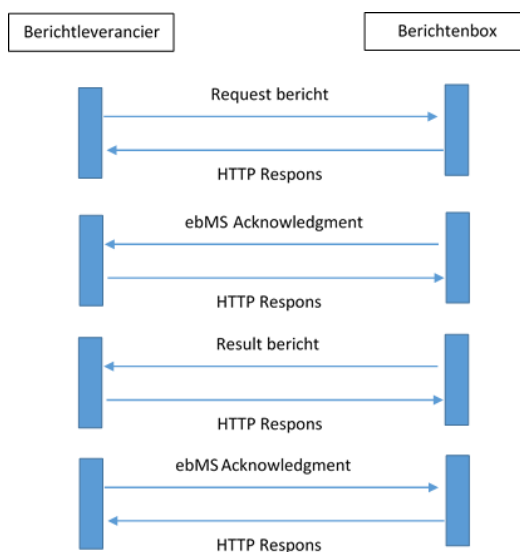 Berichtleverancier
Berichtenbox
Request bericht
HTTP Respons
ebMS Acknowledgment
HTTP Respons
Result bericht
HTTP Respons
ebMS Acknowledgment
HTTP Respons